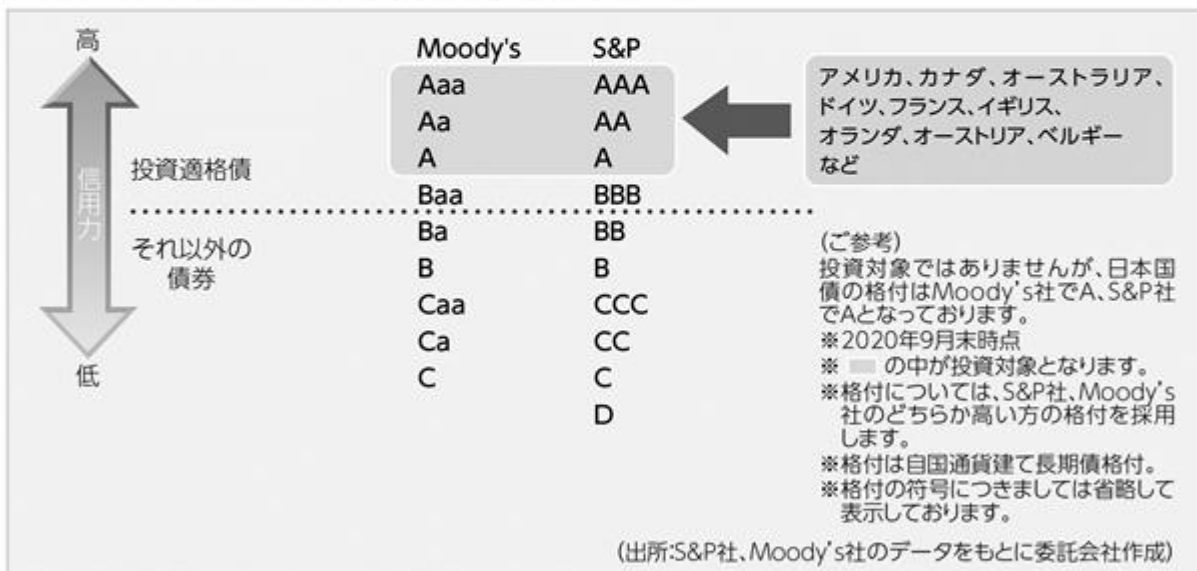 高
信用力
低
投資適格債
それ以外の
債券
Moody's S&P
Aaa AAA
Aa AA
A A
Baa BBB
Ba BB
B B
Caa CCC
Ca CC
C C
D
アメリカ、カナダ、オーストラリア、
ドイツ、フランス、イギリス、
オランダ、オーストリア、ベルギー
など
(ご参考)
投資対象ではありませんが、日本国
債の格付はMoody's社でA、S&P社
でAとなっております。
※2020年9月末時点
※ の中が投資対象となります。
※格付については、S&P社、Moody's
社のどちらか高い方の格付を採用
します。
※格付は自国通貨建て長期債格付。
※格付の符号につきましては省略して
表示しております。
(出所:S&P社、Moody's社のデータをもとに委託会社作成)